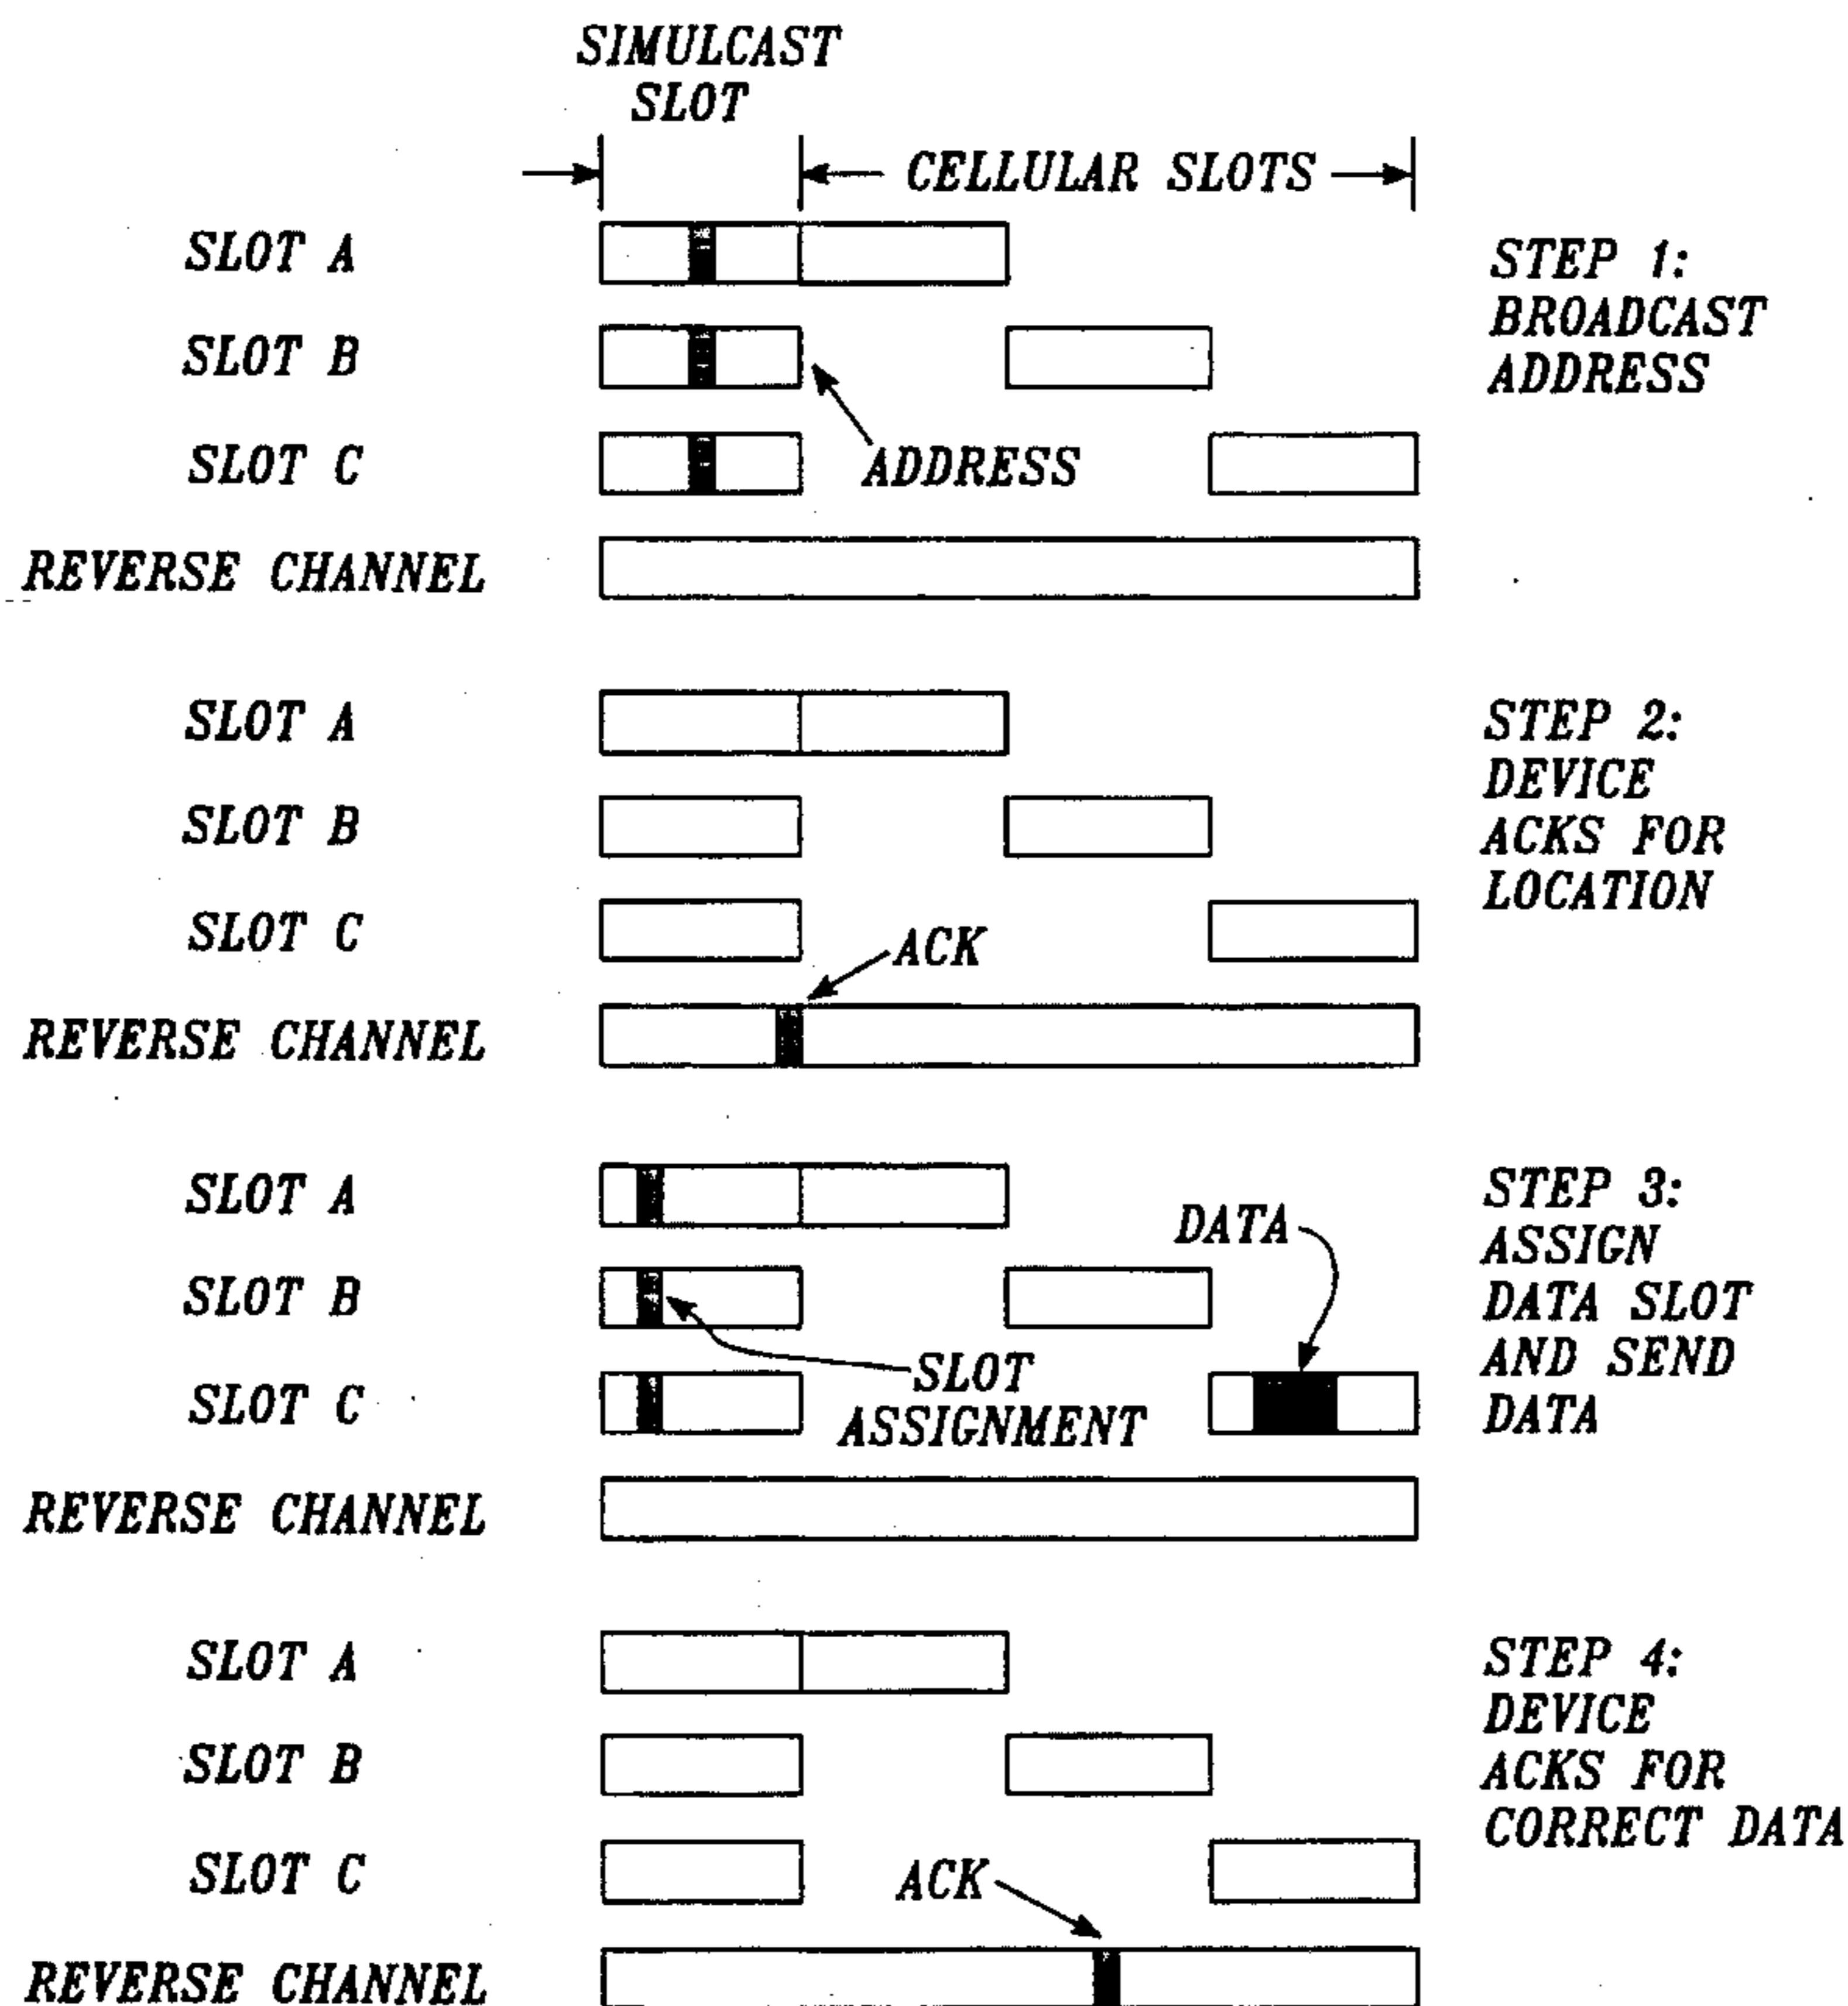 SIMULCAST
SLOT
CELLULAR SLOTS
SLOT A
SLOT B
SLOT C
REVERSE CHANNEL
ADDRESS
STEP 1:
BROADCAST
ADDRESS
SLOT A
SLOT B
SLOT C
REVERSE CHANNEL
ACK
STEP 2:
DEVICE
ACKS FOR
LOCATION
SLOT A
SLOT B
SLOT C
REVERSE CHANNEL
DATA
SLOT
ASSIGNMENT
STEP 3:
ASSIGN
DATA SLOT
AND SEND
DATA
SLOT A
SLOT B
SLOT C
REVERSE CHANNEL
ACK
STEP 4:
DEVICE
ACKS FOR
CORRECT DATA